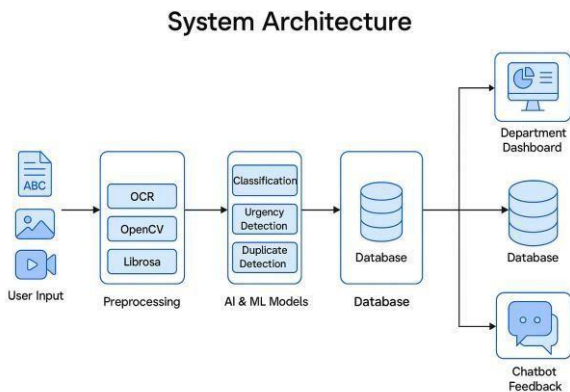 System Architecture
ABC
User Input
OCR
OpenCV
Librosa
Preprocessing
Classification
Urgency
Detection
Duplicate
Detection
AI & ML Models
Database
Database
Department
Dashboard
Database
Chatbot
Feedback